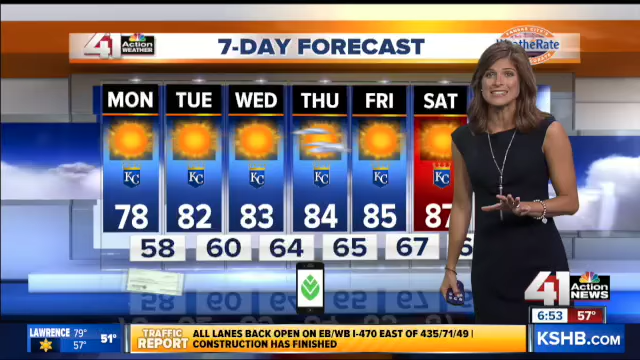 41 Action WEATHER
7-DAY FORECAST
KANSAS CITY'S
WeatheRate
MON TUE WED THU FRI SAT
KC KC KC KC KC KC
78 82 83 84 85 87
58 60 64 65 67
41 Action NEWS
6:53 57°
KSHB.com
LAWRENCE 79° 57° 51°
TRAFFIC REPORT
ALL LANES BACK OPEN ON EB/WB I-470 EAST OF 435/71/49 |
CONSTRUCTION HAS FINISHED